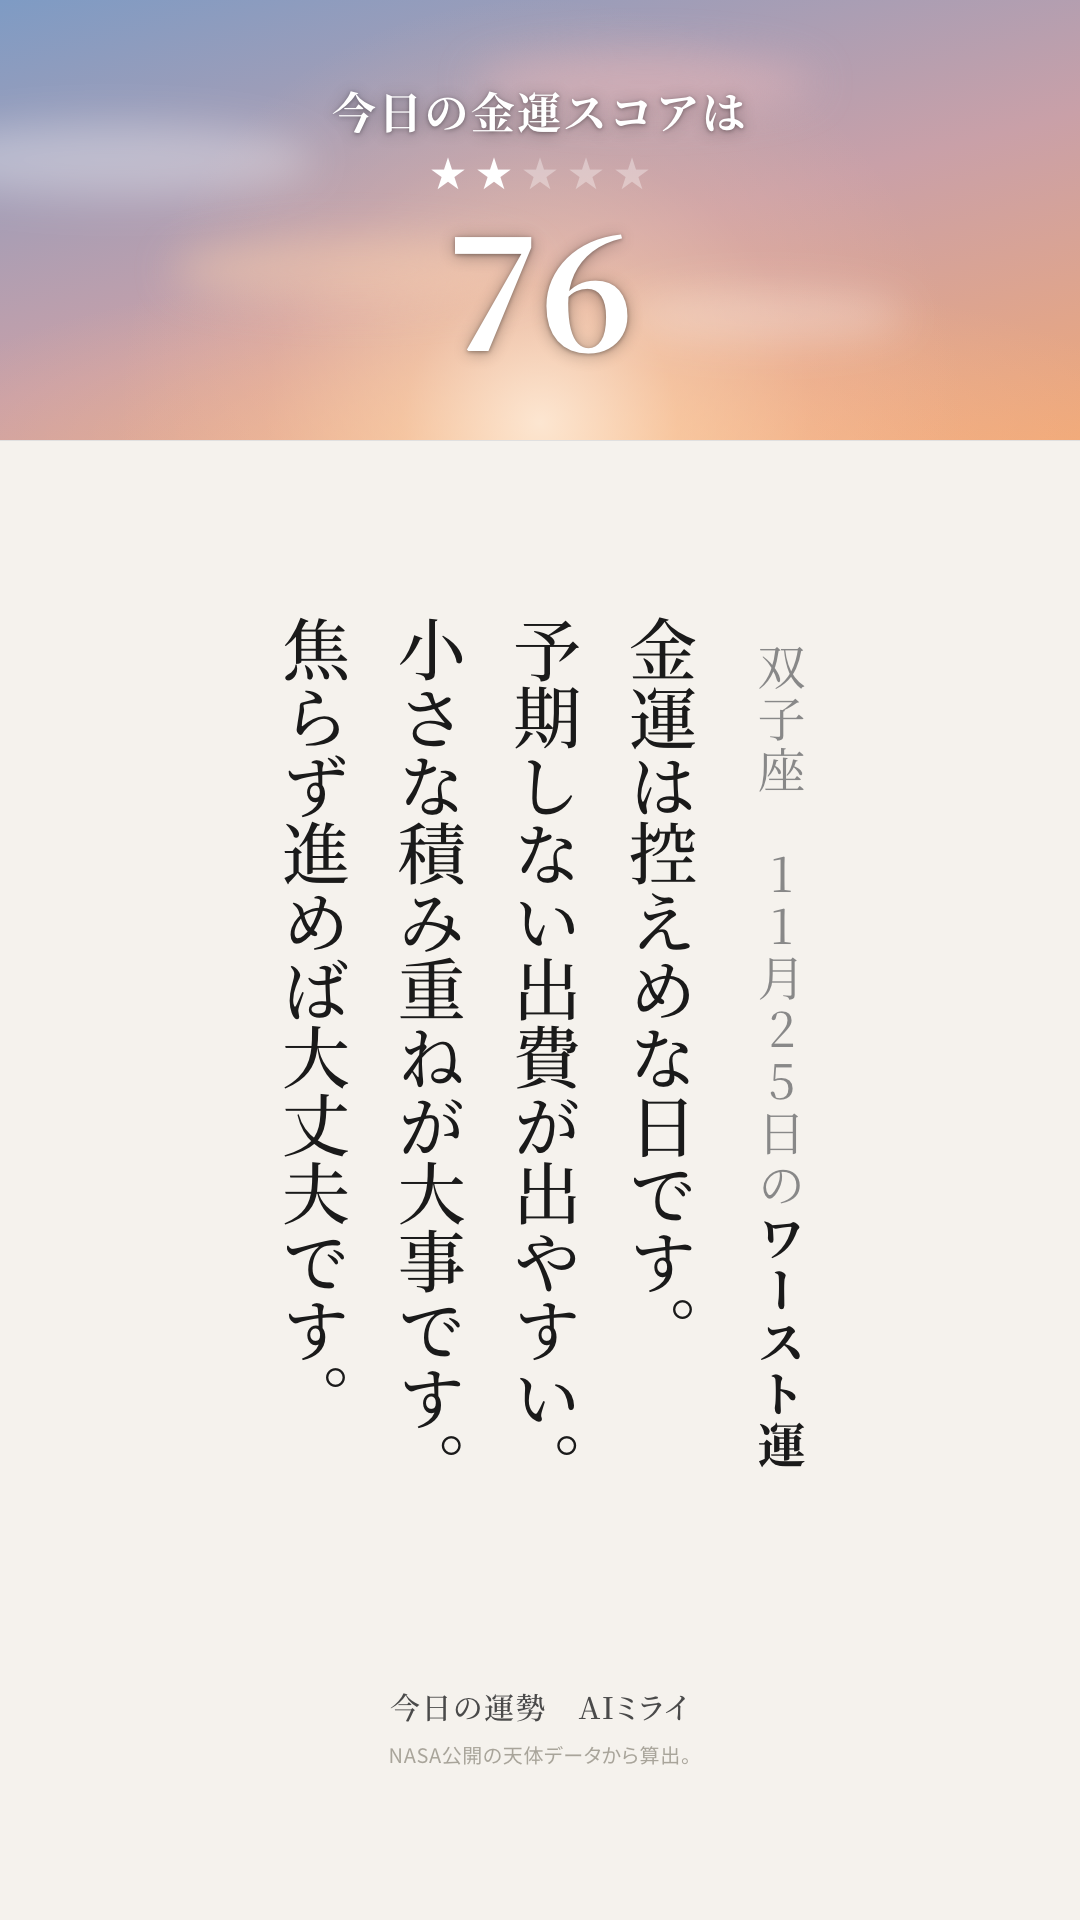 今日の金運スコアは
★★★★★
76
双子座　11月25日のワースト運
金運は控えめな日です。
予期しない出費が出やすい。
小さな積み重ねが大事です。
焦らず進めば大丈夫です。
今日の運勢　AIミライ
NASA公開の天体データから算出。